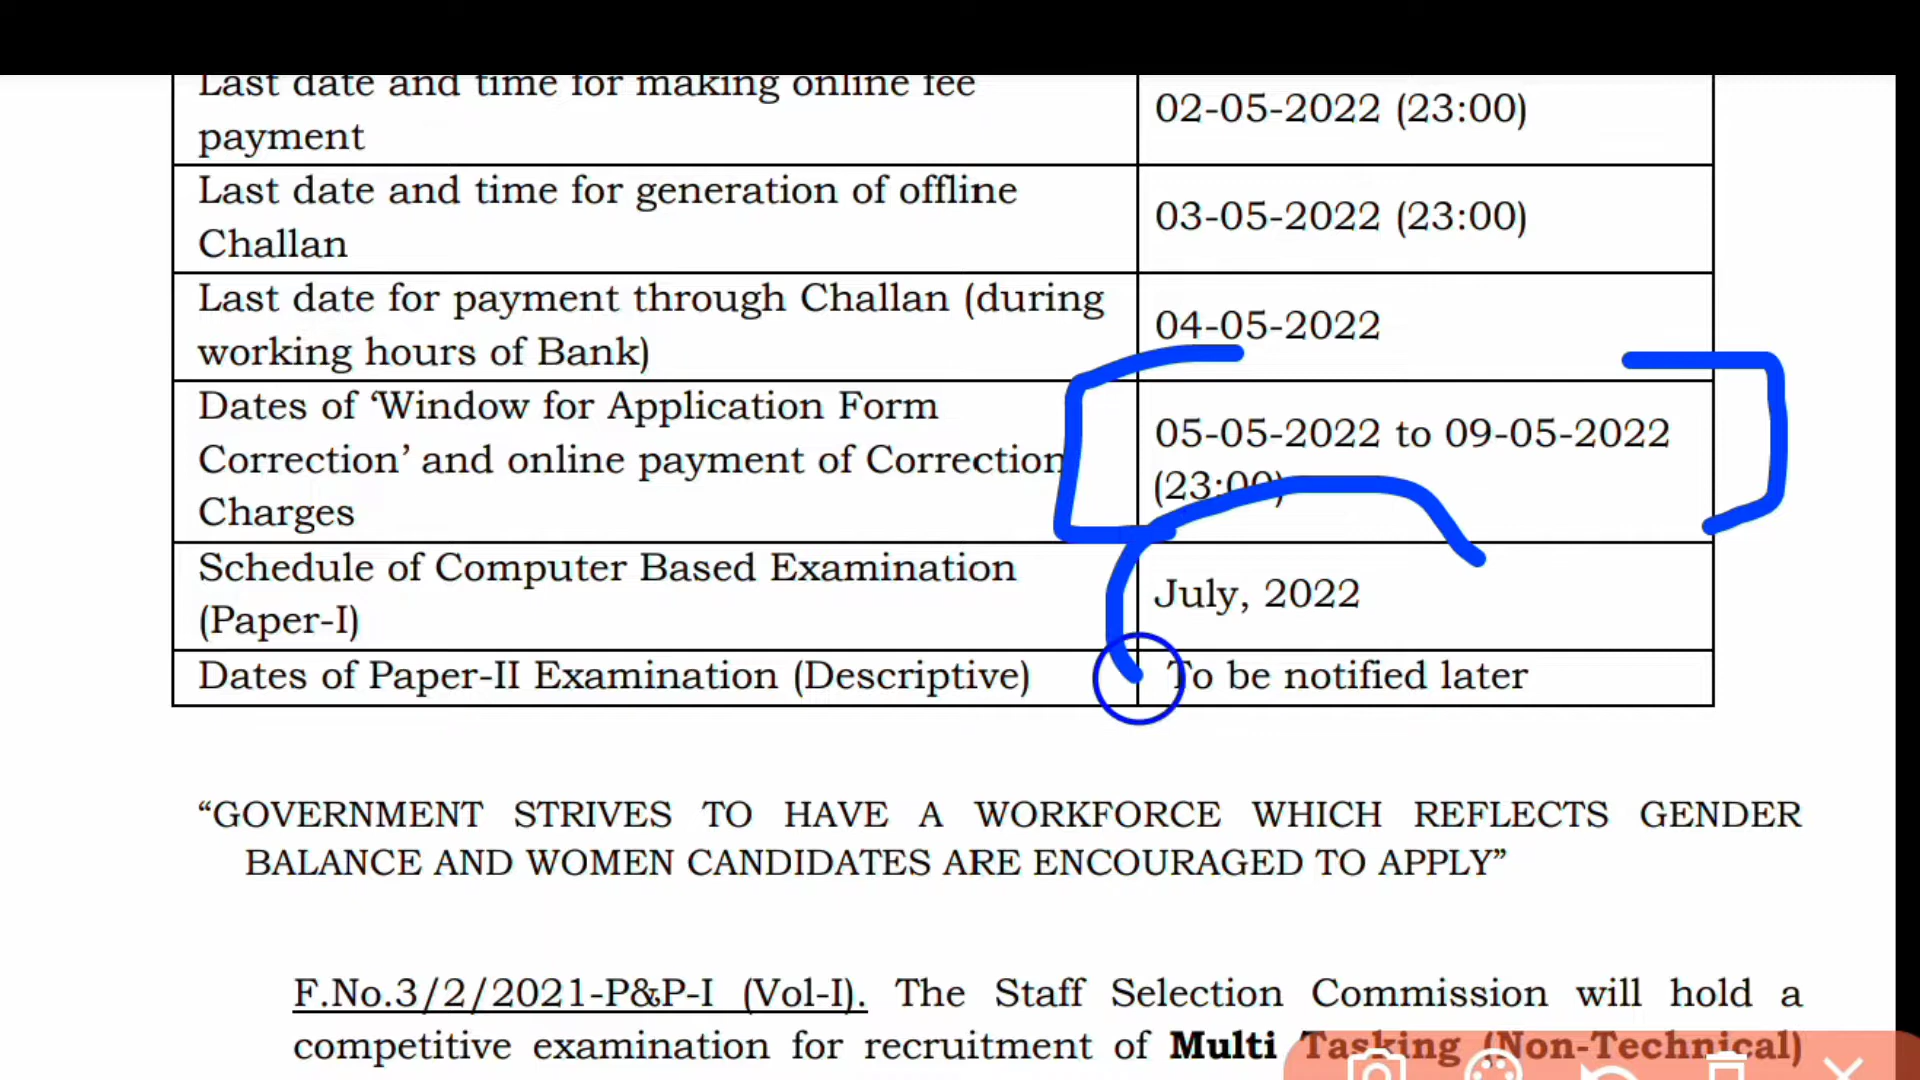 Last date and time for making online fee
payment
02-05-2022 (23:00)
Last date and time for generation of offline
Challan
03-05-2022 (23:00)
Last date for payment through Challan (during
working hours of Bank)
04-05-2022
Dates of ‘Window for Application Form
Correction’ and online payment of Correction
Charges
05-05-2022 to 09-05-2022
(23:00)
Schedule of Computer Based Examination
(Paper-I)
July, 2022
Dates of Paper-II Examination (Descriptive)
To be notified later
“GOVERNMENT STRIVES TO HAVE A WORKFORCE WHICH REFLECTS GENDER
BALANCE AND WOMEN CANDIDATES ARE ENCOURAGED TO APPLY”
F.No.3/2/2021-P&P-I (Vol-I). The Staff Selection Commission will hold a
competitive examination for recruitment of Multi Tasking (Non-Technical)